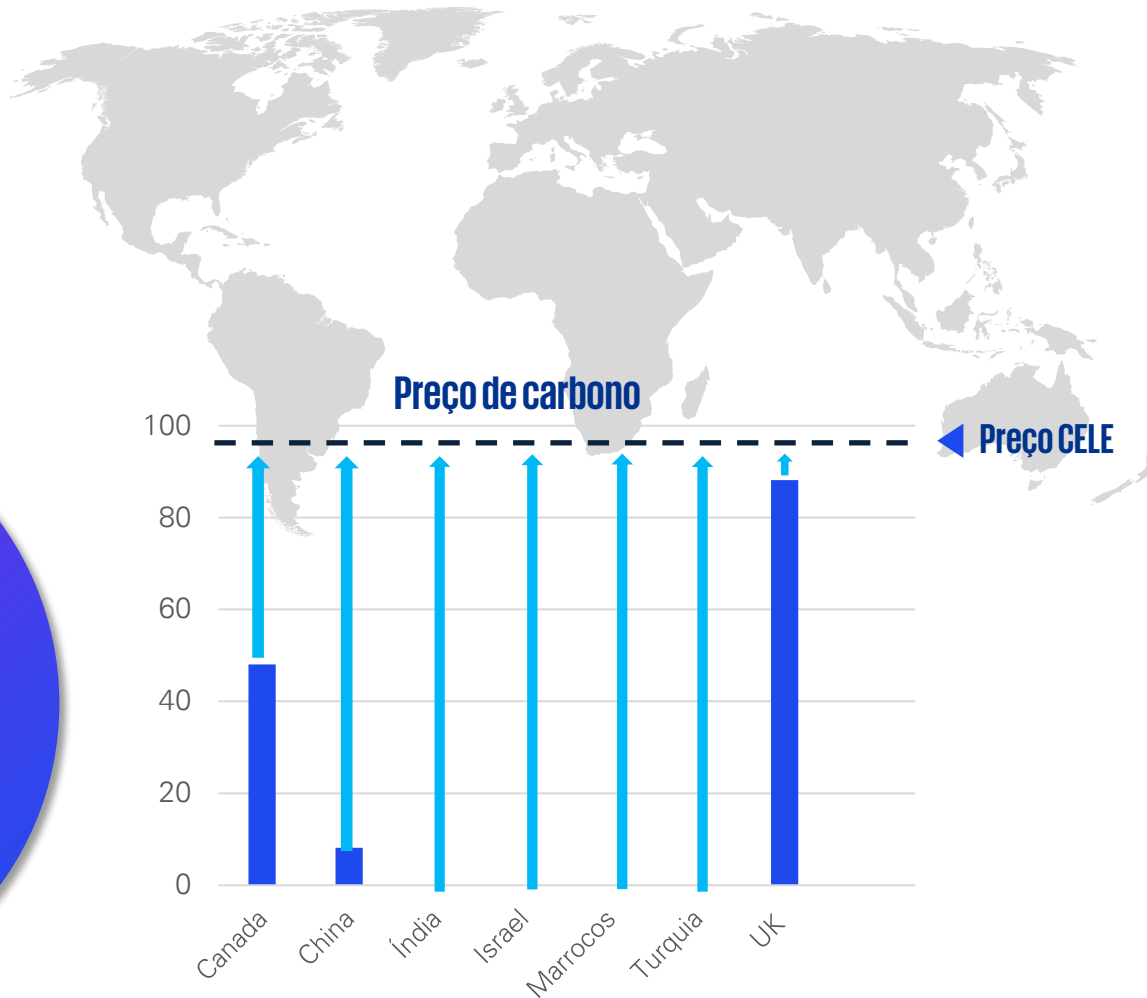 Preço de carbono
100
Preço CELE
80
60
40
20
0
Canada
China
Índia
Israel
Marrocos
Turquia
UK